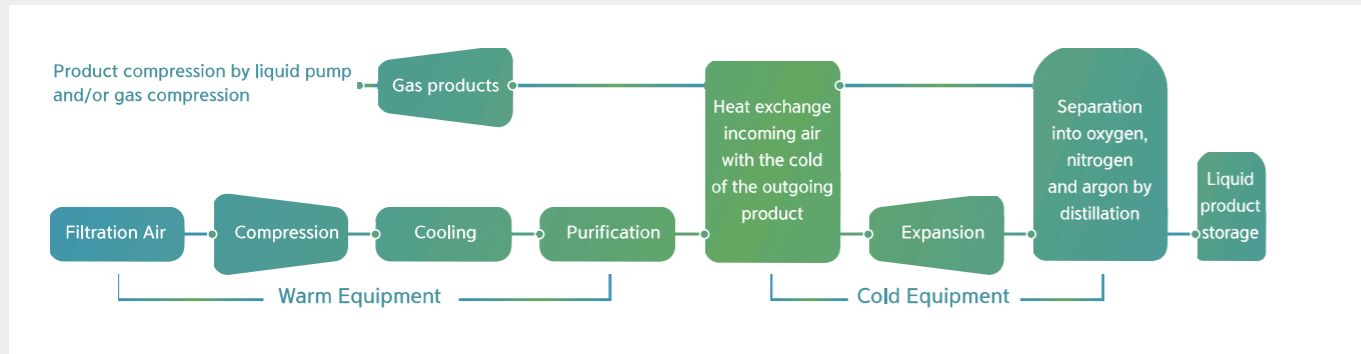 Product compression by liquid pump
and/or gas compression
Gas products
Heat exchange
incoming air
with the cold
of the outgoing
product
Separation
into oxygen,
nitrogen
and argon by
distillation
Liquid
product
storage
Filtration Air
Compression
Cooling
Purification
Expansion
Warm Equipment
Cold Equipment